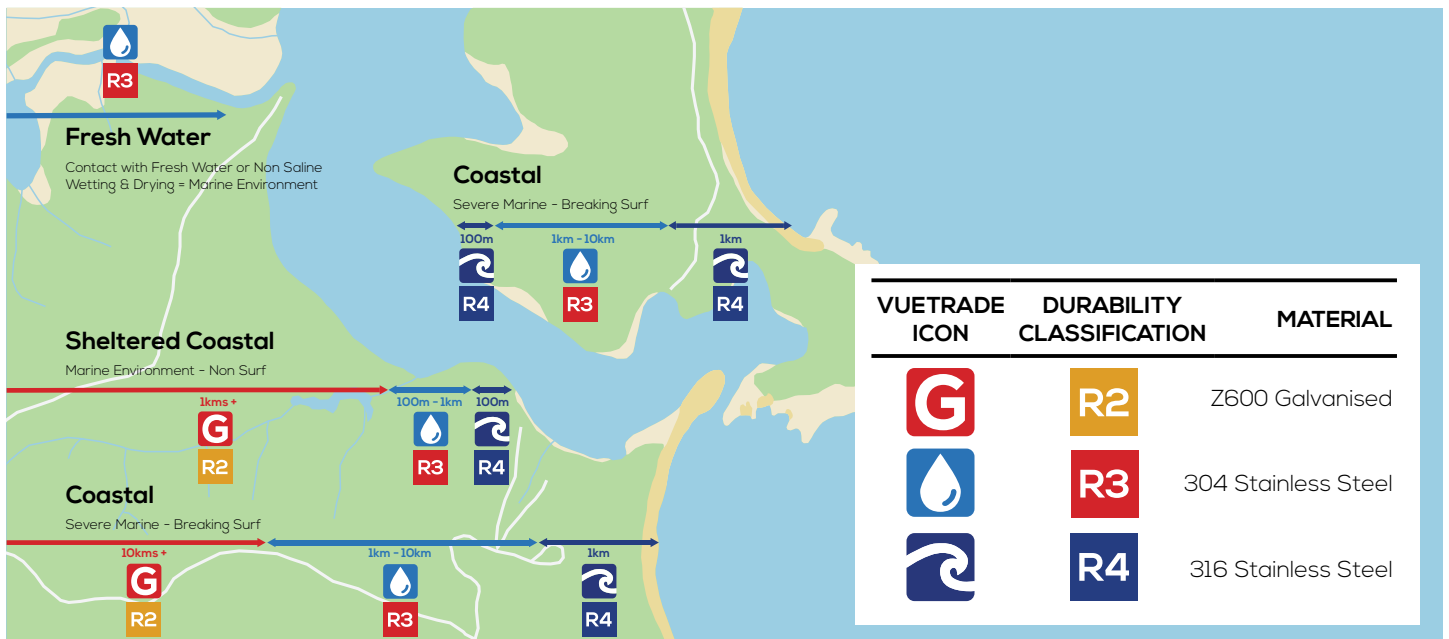 R3
Fresh Water
Contact with Fresh Water or Non Saline
Wetting & Drying = Marine Environment
Coastal
Severe Marine - Breaking Surf
100m
1km - 10km
1km
R4
R3
R4
Sheltered Coastal
Marine Environment - Non Surf
1kms +
100m - 1km
100m
G
R2
R3
R4
Coastal
Severe Marine - Breaking Surf
10kms +
1km - 10km
1km
G
R2
R3
R4
VUETRADE ICON
DURABILITY CLASSIFICATION
MATERIAL
G
R2
Z600 Galvanised
R3
304 Stainless Steel
R4
316 Stainless Steel